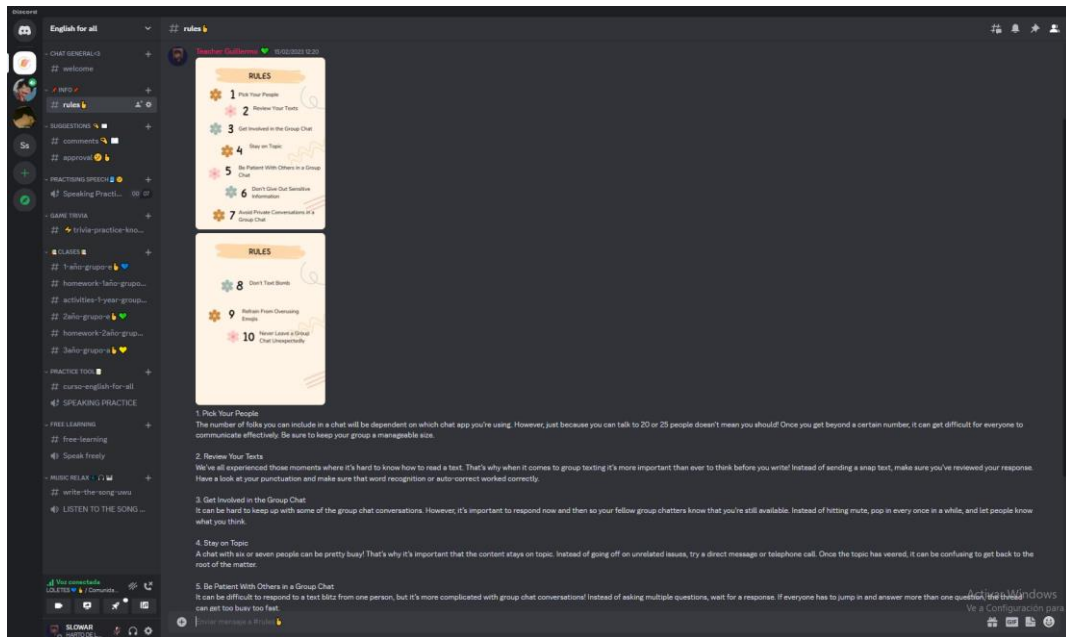 Discord
English for all
# rules
CHAT GENERAL<3
# welcome
INFO
# rules
SUGGESTIONS
# comments
# approval
PRACTISING SPEECH
Speaking Practi...
GAME TRIVIA
# trivia-practice-kno...
CLASES
# 1-año-grupo-e
# homework-1año-grupo...
# activities-1-year-group...
# 2año-grupo-e
# homework-2año-grup...
# 3año-grupo-a
PRACTICE TOOL
# curso-english-for-all
SPEAKING PRACTICE
FREE LEARNING
# free-learning
Speak freely
MUSIC RELAX
# write-the-song-uwu
LISTEN TO THE SONG ...
Ss
Voz conectada
SLOWAR
Teacher Guillermo 15/02/2023 12:20
RULES
1 Pick Your People
2 Review Your Texts
3 Get Involved in the Group Chat
4 Stay on Topic
5 Be Patient With Others in a Group
Chat
6 Don't Give Out Sensitive
Information
7 Avoid Private Conversations in a
Group Chat
RULES
8 Don't Text Bomb
9 Refrain From Overusing
Emojis
10 Never Leave a Group
Chat Unexpectedly
1. Pick Your People
The number of folks you can include in a chat will be dependent on which chat app you're using. However, just because you can talk to 20 or 25 people doesn't mean you should! Once you get beyond a certain number, it can get difficult for everyone to
communicate effectively. Be sure to keep your group a manageable size.
2. Review Your Texts
We've all experienced those moments where it's hard to know how to read a text. That's why when it comes to group texting it's more important than ever to think before you write! Instead of sending a snap text, make sure you've reviewed your response.
Have a look at your punctuation and make sure that word recognition or auto-correct worked correctly.
3. Get Involved in the Group Chat
It can be hard to keep up with some of the group chat conversations. However, it's important to respond now and then so your fellow group chatters know that you're still available. Instead of hitting mute, pop in every once in a while, and let people know
what you think.
4. Stay on Topic
A chat with six or seven people can be pretty busy! That's why it's important that the content stays on topic. Instead of going off on unrelated issues, try a direct message or telephone call. Once the topic has veered, it can be confusing to get back to the
root of the matter.
5. Be Patient With Others in a Group Chat
It can be difficult to respond to a text blitz from one person, but it's more complicated with group chat conversations! Instead of asking multiple questions, wait for a response. If everyone has to jump in and answer more than one question, the thread
can get too busy too fast.
Activar Windows
Ve a Configuración para
Enviar mensaje a #rules
GIF